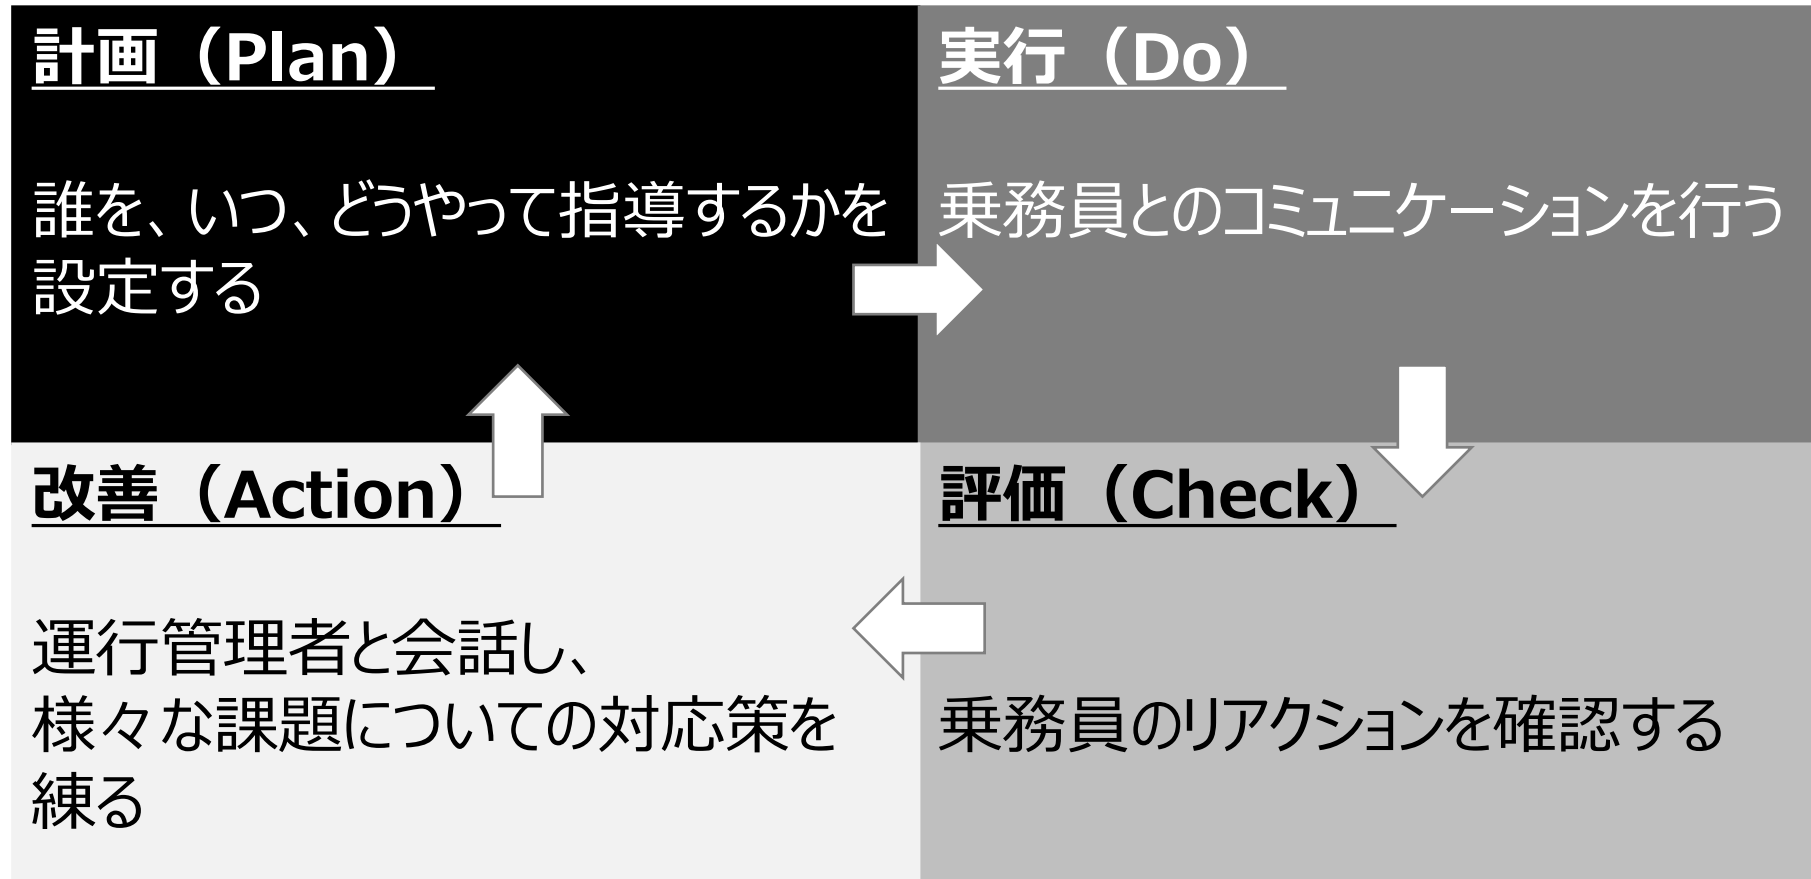 計画（Plan）
誰を、いつ、どうやって指導するかを
設定する
実行（Do）
乗務員とのコミュニケーションを行う
改善（Action）
運行管理者と会話し、
様々な課題についての対応策を
練る
評価（Check）
乗務員のリアクションを確認する